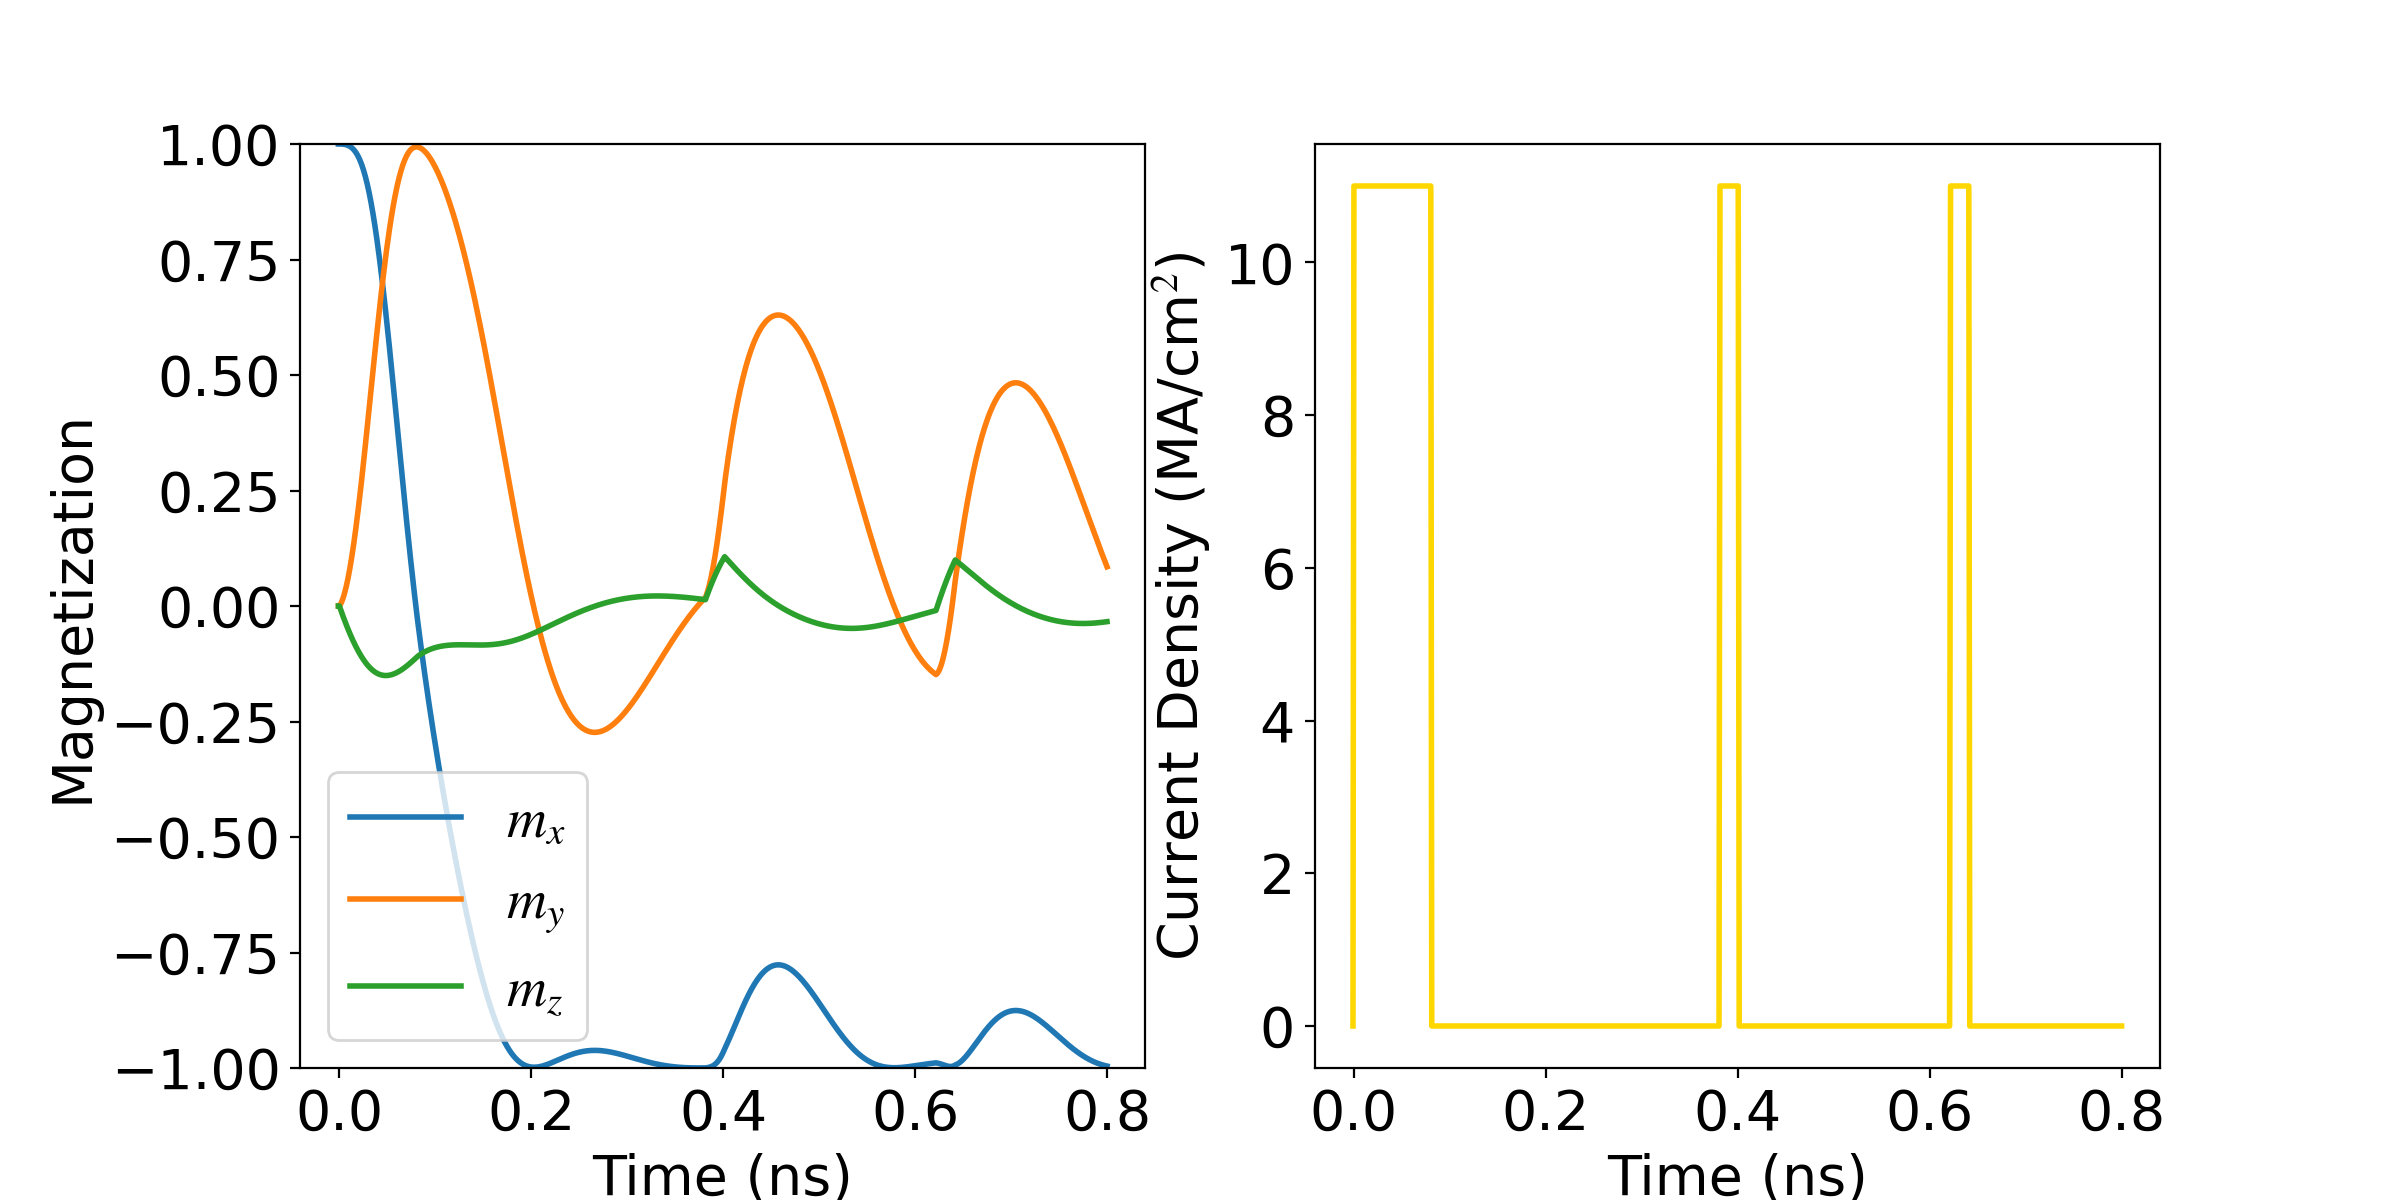 1.00
0.75
0.50
0.25
0.00
−0.25
−0.50
−0.75
−1.00
Magnetization
0.0 0.2 0.4 0.6 0.8
Time (ns)
m_x
m_y
m_z
10
8
6
4
2
0
Current Density (MA/cm²)
0.0 0.2 0.4 0.6 0.8
Time (ns)